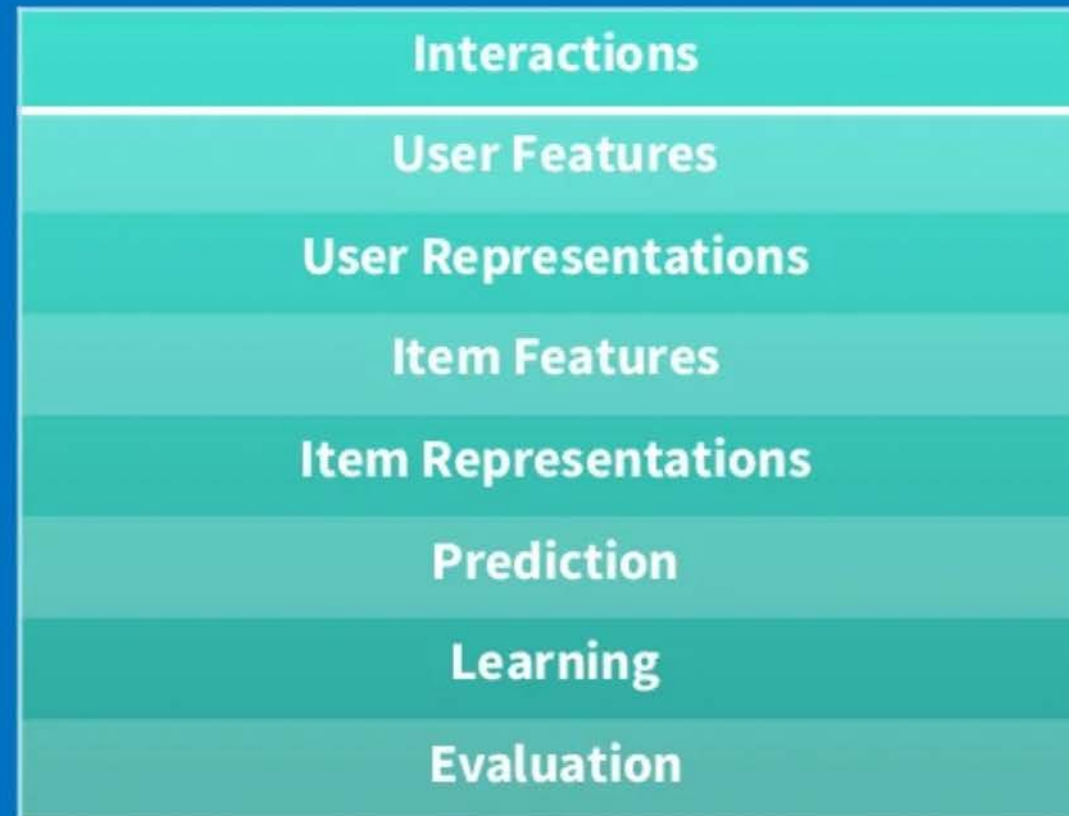 Interactions
User Features
User Representations
Item Features
Item Representations
Prediction
Learning
Evaluation